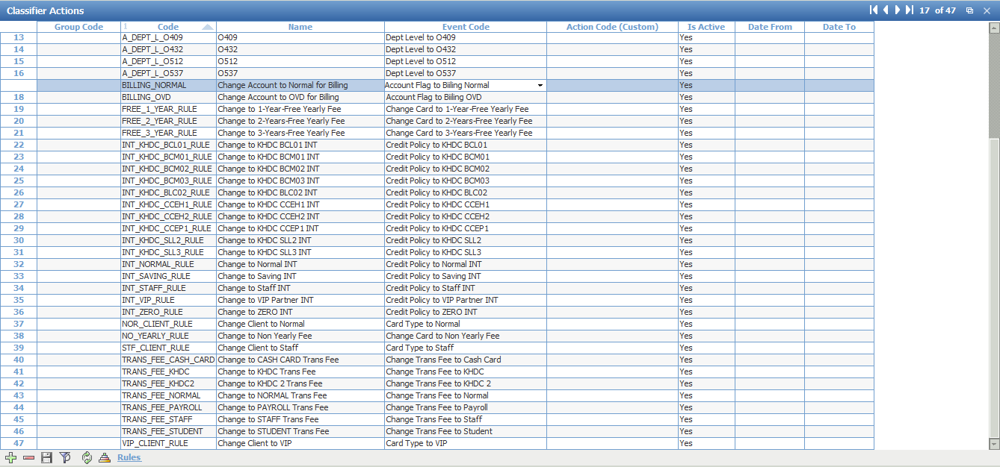 Classifier Actions 17 of 47
Group Code 1 Code Name Event Code Action Code (Custom) Is Active Date From Date To
13 A_DEPT_L_O409 O409 Dept Level to O409 Yes
14 A_DEPT_L_O432 O432 Dept Level to O432 Yes
15 A_DEPT_L_O512 O512 Dept Level to O512 Yes
16 A_DEPT_L_O537 O537 Dept Level to O537 Yes
BILLING_NORMAL Change Account to Normal for Billing Account Flag to Biiling Normal Yes
18 BILLING_OVD Change Account to OVD for Billing Account Flag to Biiling OVD Yes
19 FREE_1_YEAR_RULE Change to 1-Year-Free Yearly Fee Change Card to 1-Year-Free Yearly Fee Yes
20 FREE_2_YEAR_RULE Change to 2-Years-Free Yearly Fee Change Card to 2-Years-Free Yearly Fee Yes
21 FREE_3_YEAR_RULE Change to 3-Years-Free Yearly Fee Change Card to 3-Years-Free Yearly Fee Yes
22 INT_KHDC_BCL01_RULE Change to KHDC BCL01 INT Credit Policy to KHDC BCL01 Yes
23 INT_KHDC_BCM01_RULE Change to KHDC BCM01 INT Credit Policy to KHDC BCM01 Yes
24 INT_KHDC_BCM02_RULE Change to KHDC BCM02 INT Credit Policy to KHDC BCM02 Yes
25 INT_KHDC_BCM03_RULE Change to KHDC BCM03 INT Credit Policy to KHDC BCM03 Yes
26 INT_KHDC_BLC02_RULE Change to KHDC BLC02 INT Credit Policy to KHDC BLC02 Yes
27 INT_KHDC_CCEH1_RULE Change to KHDC CCEH1 INT Credit Policy to KHDC CCEH1 Yes
28 INT_KHDC_CCEH2_RULE Change to KHDC CCEH2 INT Credit Policy to KHDC CCEH2 Yes
29 INT_KHDC_CCEP1_RULE Change to KHDC CCEP1 INT Credit Policy to KHDC CCEP1 Yes
30 INT_KHDC_SLL2_RULE Change to KHDC SLL2 INT Credit Policy to KHDC SLL2 Yes
31 INT_KHDC_SLL3_RULE Change to KHDC SLL3 INT Credit Policy to KHDC SLL3 Yes
32 INT_NORMAL_RULE Change to Normal INT Credit Policy to Normal INT Yes
33 INT_SAVING_RULE Change to Saving INT Credit Policy to Saving INT Yes
34 INT_STAFF_RULE Change to Staff INT Credit Policy to Staff INT Yes
35 INT_VIP_RULE Change to VIP Partner INT Credit Policy to VIP Partner INT Yes
36 INT_ZERO_RULE Change to ZERO INT Credit Policy to ZERO INT Yes
37 NOR_CLIENT_RULE Change Client to Normal Card Type to Normal Yes
38 NO_YEARLY_RULE Change to Non Yearly Fee Change Card to Non Yearly Fee Yes
39 STF_CLIENT_RULE Change Client to Staff Card Type to Staff Yes
40 TRANS_FEE_CASH_CARD Change to CASH CARD Trans Fee Change Trans Fee to Cash Card Yes
41 TRANS_FEE_KHDC Change to KHDC Trans Fee Change Trans Fee to KHDC Yes
42 TRANS_FEE_KHDC2 Change to KHDC 2 Trans Fee Change Trans Fee to KHDC 2 Yes
43 TRANS_FEE_NORMAL Change to NORMAL Trans Fee Change Trans Fee to Normal Yes
44 TRANS_FEE_PAYROLL Change to PAYROLL Trans Fee Change Trans Fee to Payroll Yes
45 TRANS_FEE_STAFF Change to STAFF Trans Fee Change Trans Fee to Staff Yes
46 TRANS_FEE_STUDENT Change to STUDENT Trans Fee Change Trans Fee to Student Yes
47 VIP_CLIENT_RULE Change Client to VIP Card Type to VIP Yes
Rules